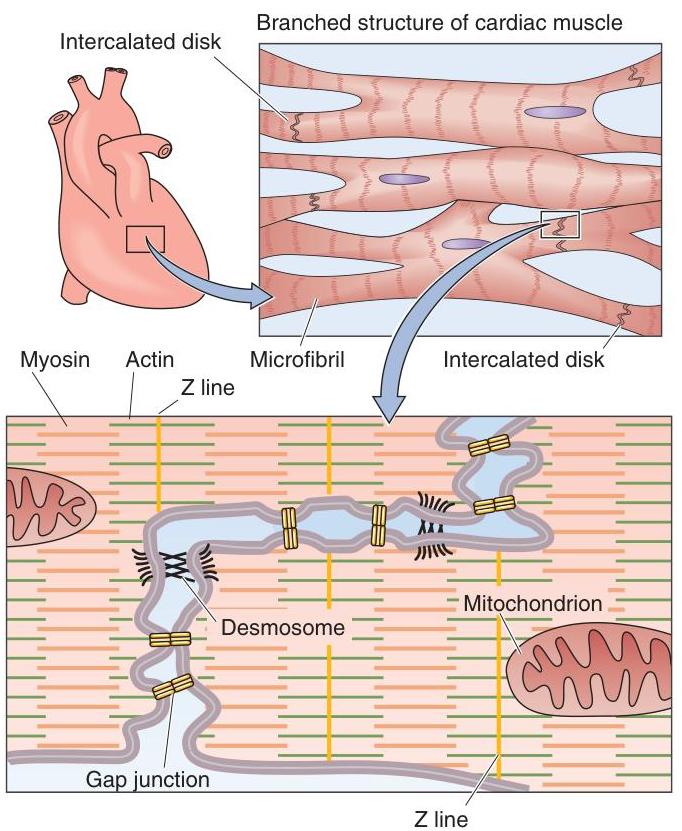 Branched structure of cardiac muscle
Intercalated disk
Microfibril
Intercalated disk
Myosin
Actin
Z line
Mitochondrion
Desmosome
Gap junction
Z line